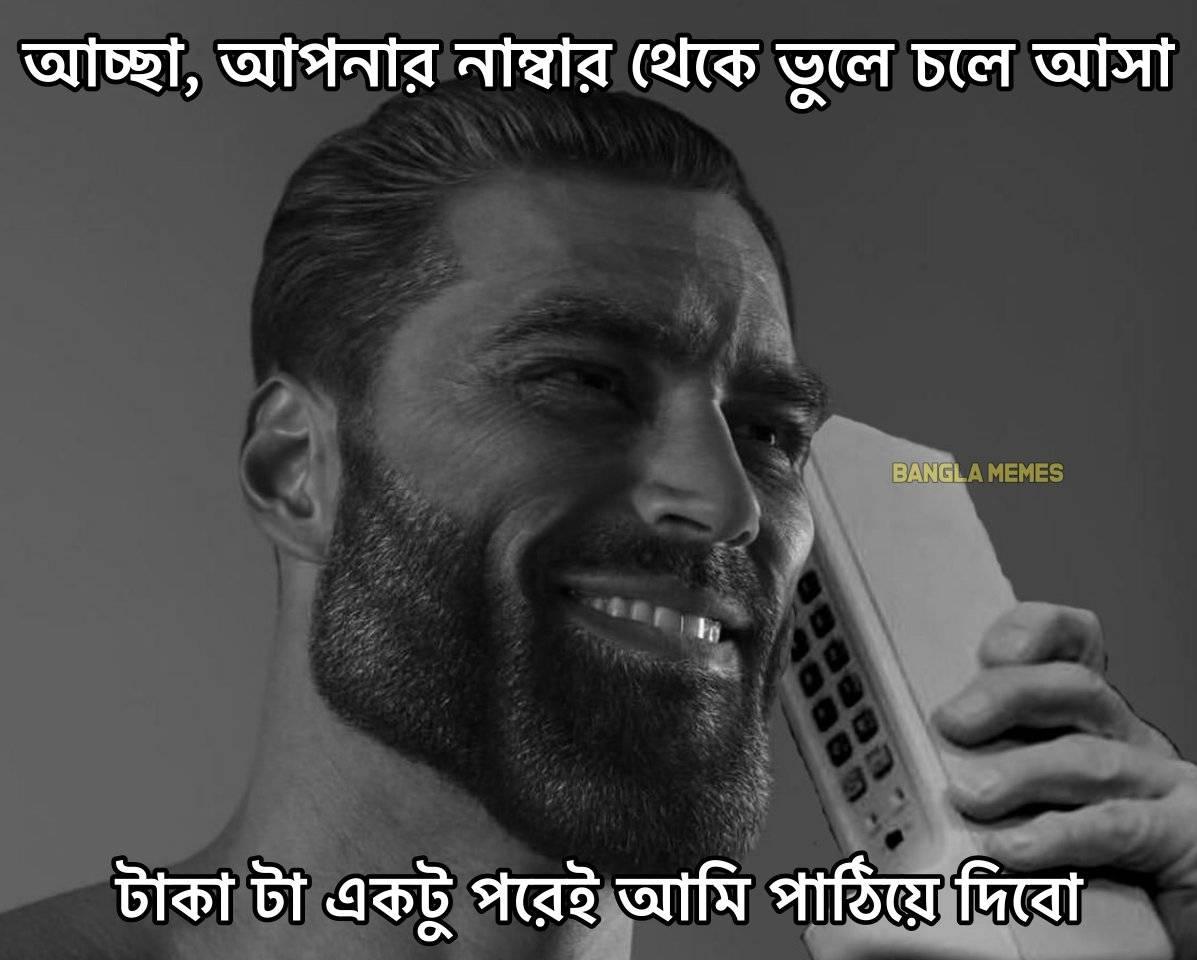 আচ্ছা, আপনার নাম্বার থেকে ভুলে চলে আসা
BANGLA MEMES
টাকা টা একটু পরেই আমি পাঠিয়ে দিবো